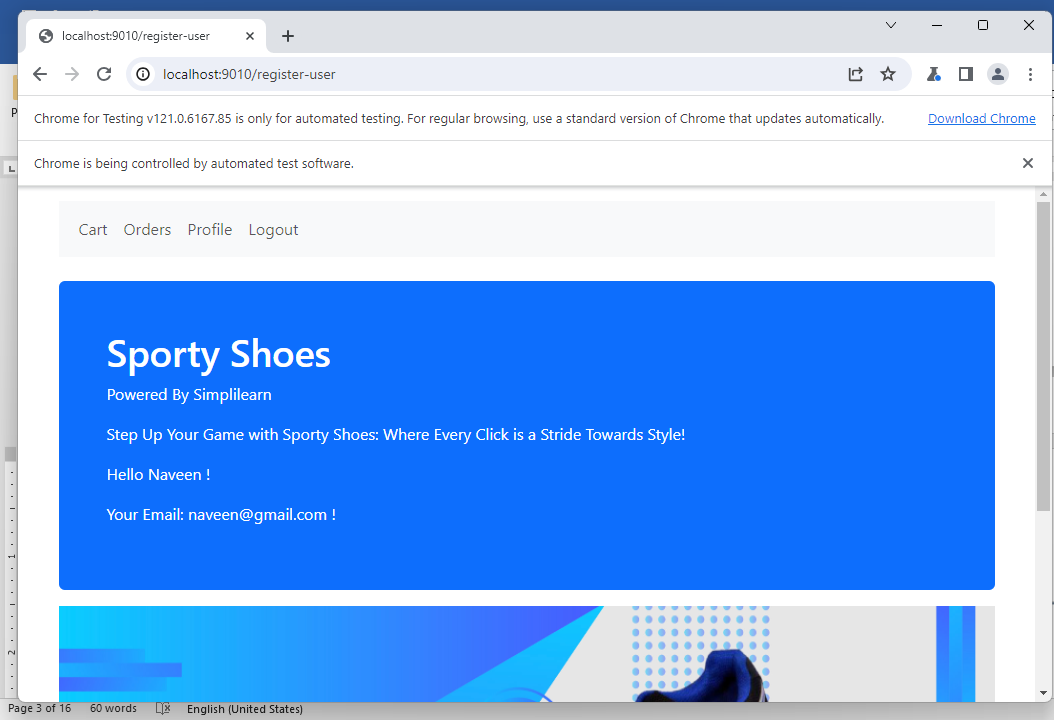 localhost:9010/register-user
localhost:9010/register-user
Chrome for Testing v121.0.6167.85 is only for automated testing. For regular browsing, use a standard version of Chrome that updates automatically. Download Chrome
Chrome is being controlled by automated test software.
Cart Orders Profile Logout
Sporty Shoes
Powered By Simplilearn
Step Up Your Game with Sporty Shoes: Where Every Click is a Stride Towards Style!
Hello Naveen !
Your Email: naveen@gmail.com !
1
2
Page 3 of 16 60 words English (United States)